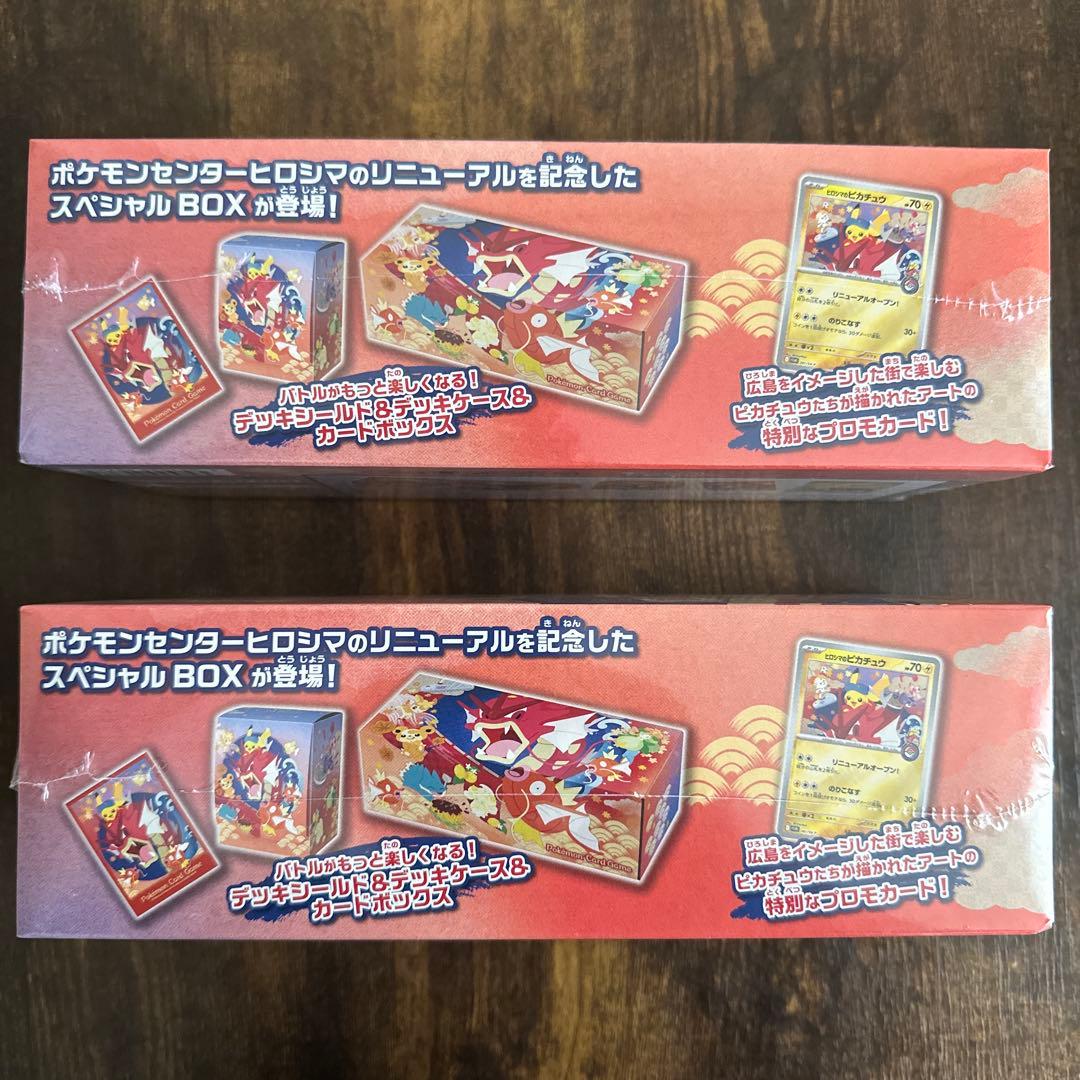 ポケモンセンターヒロシマのリニューアルを記念した
スペシャルBOXが登場！
Pokémon Card Game
Pokémon Card Game
バトルがもっと楽しくなる！
デッキシールド&デッキケース&
カードボックス
ヒロシマのピカチュウ
70
リニューアルオープン！
のりこなす
30+
広島をイメージした街で楽しむ
ピカチュウたちが描かれたアートの
特別なプロモカード！
ポケモンセンターヒロシマのリニューアルを記念した
スペシャルBOXが登場！
Pokémon Card Game
Pokémon Card Game
バトルがもっと楽しくなる！
デッキシールド&デッキケース&
カードボックス
ヒロシマのピカチュウ
70
リニューアルオープン！
のりこなす
30+
広島をイメージした街で楽しむ
ピカチュウたちが描かれたアートの
特別なプロモカード！